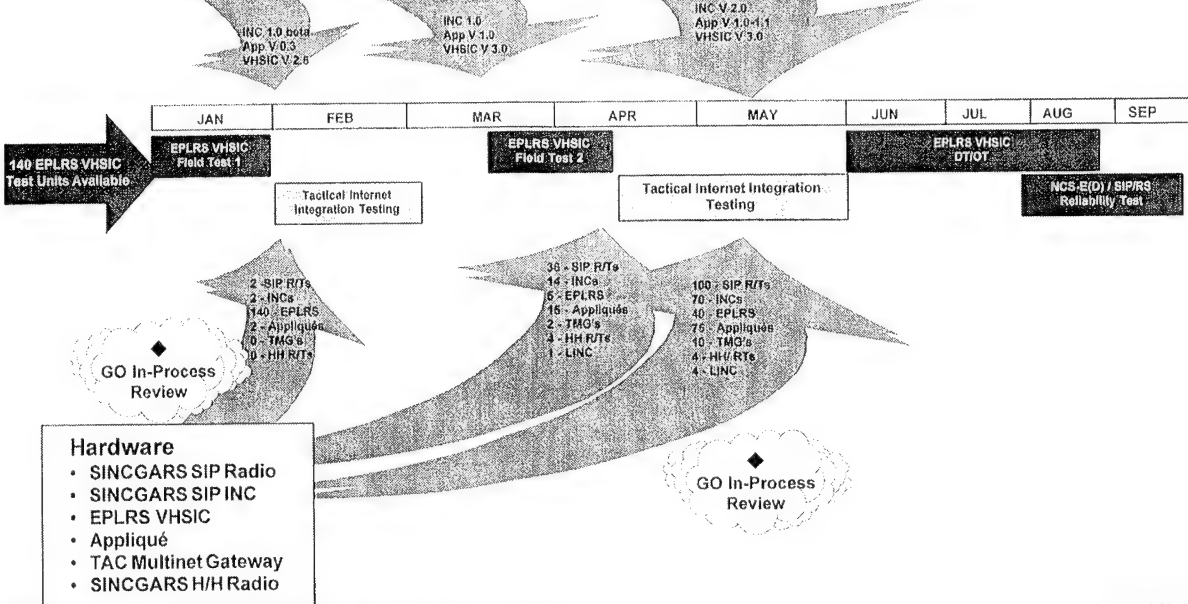 INC 1.0 beta
App V 0.3
VHSIC V 2.6
INC 1.0
App V 1.0
VHSIC V 3.0
INC V 2.0
App V 1.0-1.1
VHSIC V 3.0
JAN
FEB
MAR
APR
MAY
JUN
JUL
AUG
SEP
140 EPLRS VHSIC
Test Units Available
EPLRS VHSIC
Field Test 1
EPLRS VHSIC
Field Test 2
EPLRS VHSIC
DT/OT
Tactical Internet
Integration Testing
Tactical Internet Integration
Testing
NCS-E(D) / SIP/RS
Reliability Test
2 - SIP R/Ts
2 - INCs
140 - EPLRS
2 - Appliqués
0 - TMG's
0 - HH R/Ts
36 - SIP R/Ts
14 - INCs
6 - EPLRS
15 - Appliqués
2 - TMG's
4 - HH R/Ts
1 - LINC
100 - SIP R/Ts
70 - INCs
40 - EPLRS
75 - Appliqués
10 - TMG's
4 - HH/ RTs
4 - LINC
GO In-Process
Review
GO In-Process
Review
Hardware
• SINCGARS SIP Radio
• SINCGARS SIP INC
• EPLRS VHSIC
• Appliqué
• TAC Multinet Gateway
• SINCGARS H/H Radio